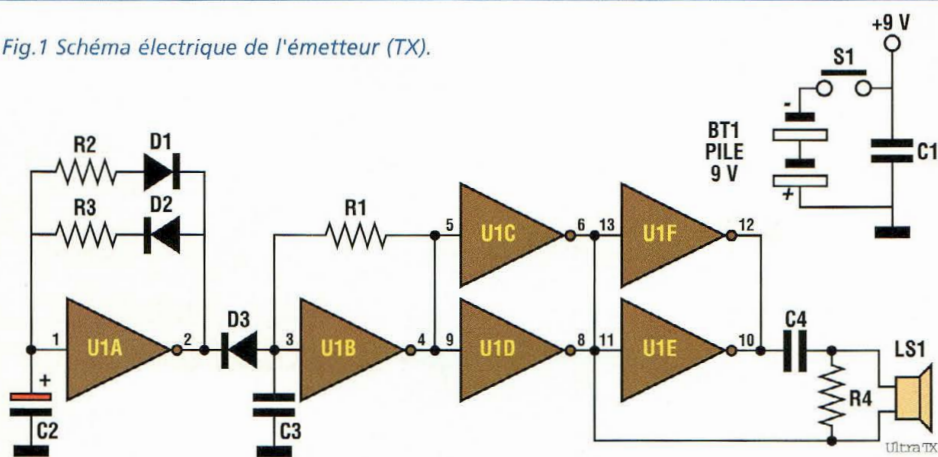 Fig.1 Schéma électrique de l'émetteur (TX).
+9 V
S1
-
BT1
PILE
9 V
+
C1
R2
D1
R3
D2
R1
5
U1C
6
13
U1F
12
D3
C4
1
U1A
2
3
U1B
4
9
U1D
8
11
U1E
10
LS1
+
C2
C3
R4
UltraTX